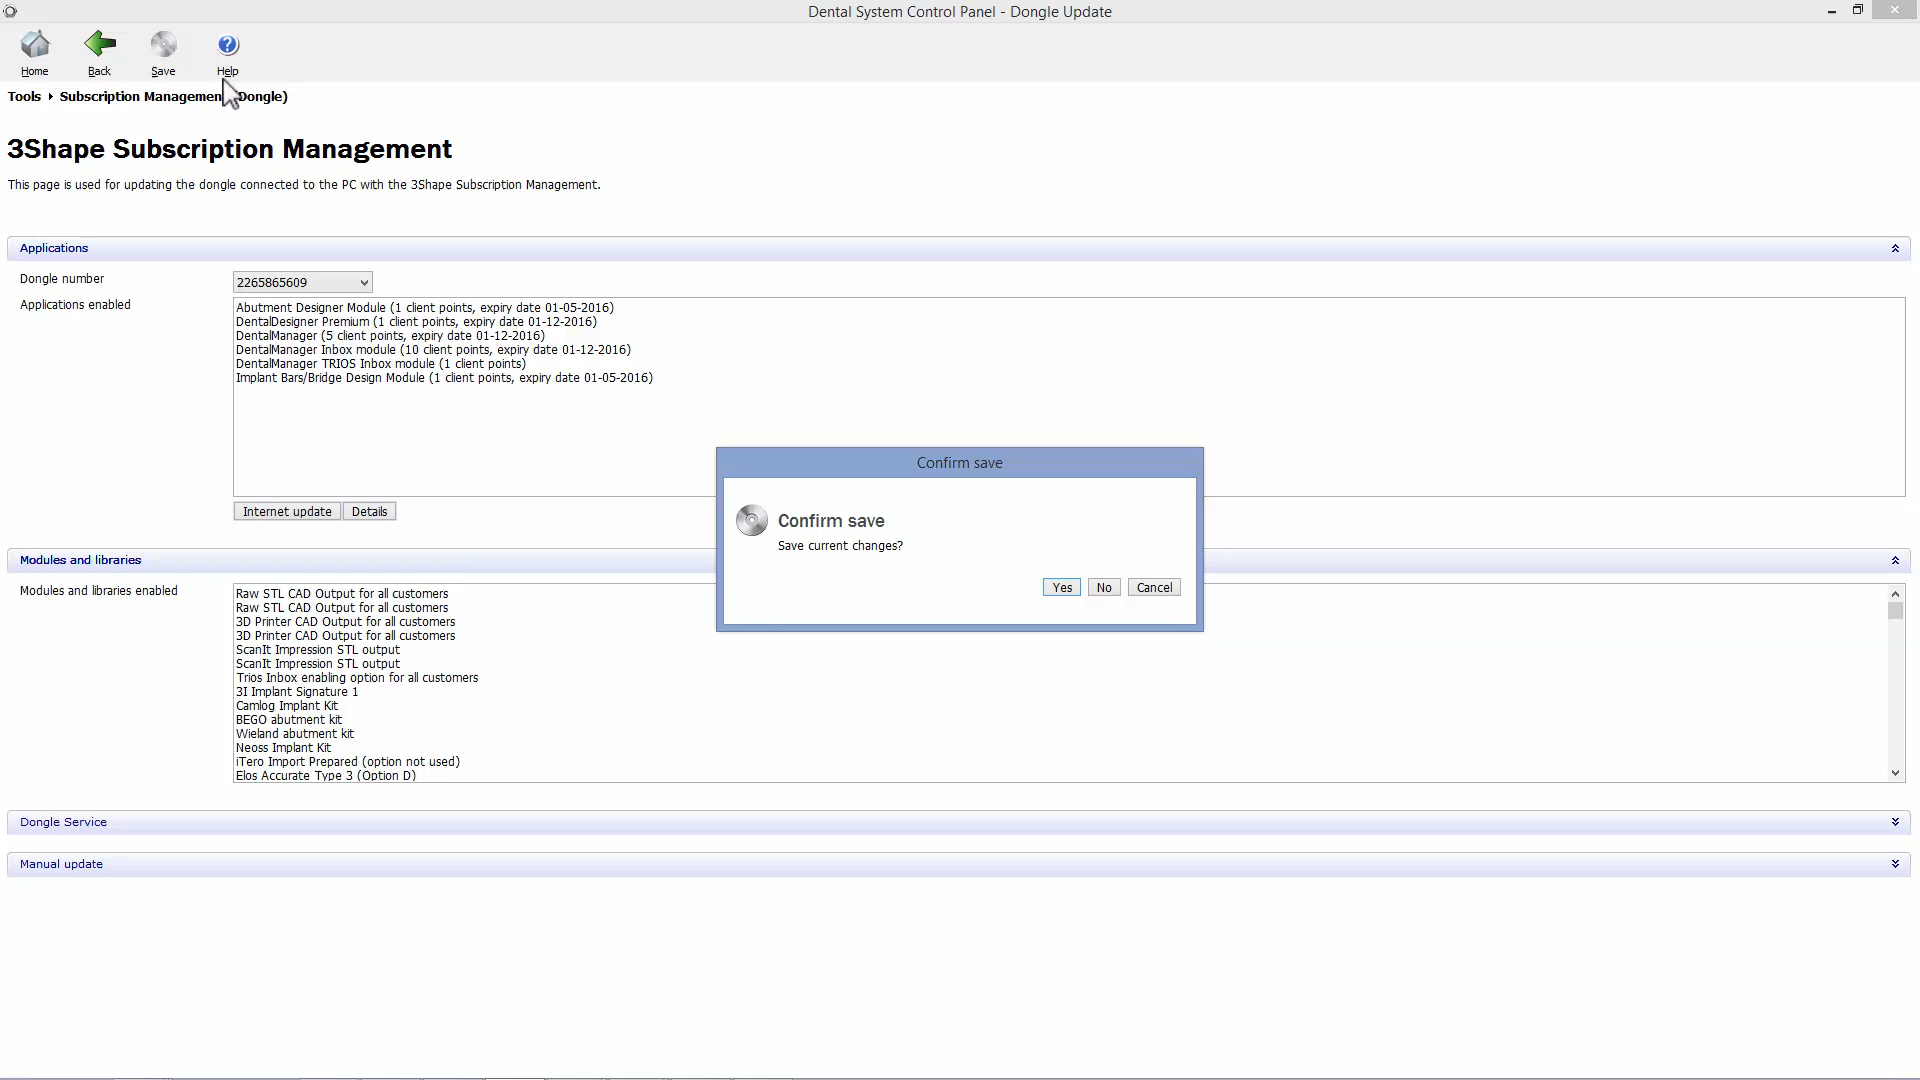 Dental System Control Panel - Dongle Update
Home
Back
Save
Help
Tools
Subscription Management (Dongle)
3Shape Subscription Management
This page is used for updating the dongle connected to the PC with the 3Shape Subscription Management.
Applications
Dongle number
2265865609
Applications enabled
Abutment Designer Module (1 client points, expiry date 01-05-2016)
DentalDesigner Premium (1 client points, expiry date 01-12-2016)
DentalManager (5 client points, expiry date 01-12-2016)
DentalManager Inbox module (10 client points, expiry date 01-12-2016)
DentalManager TRIOS Inbox module (1 client points)
Implant Bars/Bridge Design Module (1 client points, expiry date 01-05-2016)
Internet update
Details
Confirm save
Confirm save
Save current changes?
Yes
No
Cancel
Modules and libraries
Modules and libraries enabled
Raw STL CAD Output for all customers
Raw STL CAD Output for all customers
3D Printer CAD Output for all customers
3D Printer CAD Output for all customers
ScanIt Impression STL output
ScanIt Impression STL output
Trios Inbox enabling option for all customers
3I Implant Signature 1
Camlog Implant Kit
BEGO abutment kit
Wieland abutment kit
Neoss Implant Kit
iTero Import Prepared (option not used)
Elos Accurate Type 3 (Option D)
Dongle Service
Manual update